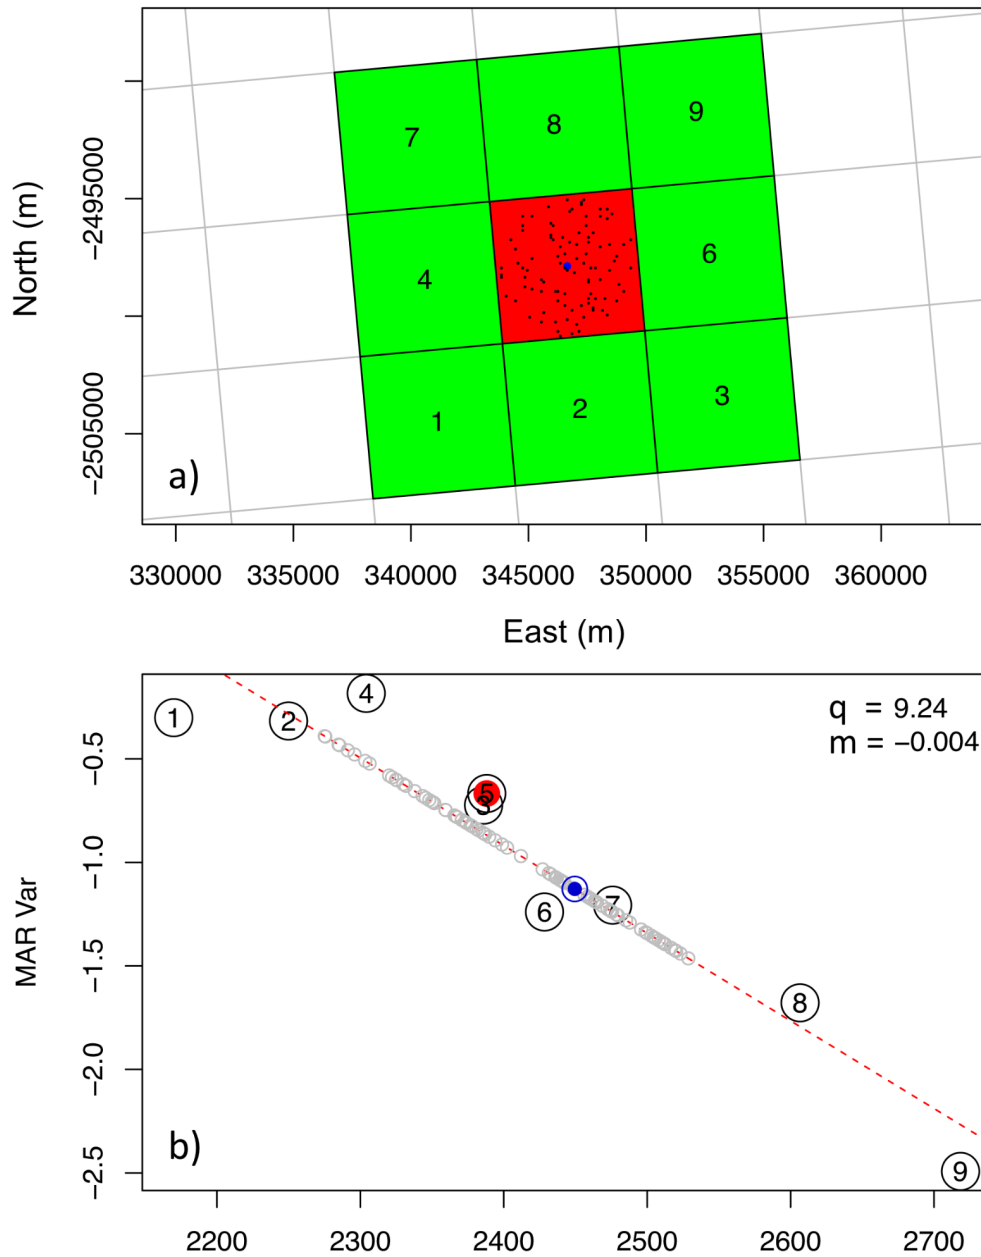 7 8 9
4 6
1 2 3
a)
−2495000
−2505000
North (m)
330000 335000 340000 345000 350000 355000 360000
East (m)
1 2 4
q = 9.24
m = −0.004
5
3
6 7
8
9
b)
−0.5
−1.0
−1.5
−2.0
−2.5
MAR Var
2200 2300 2400 2500 2600 2700